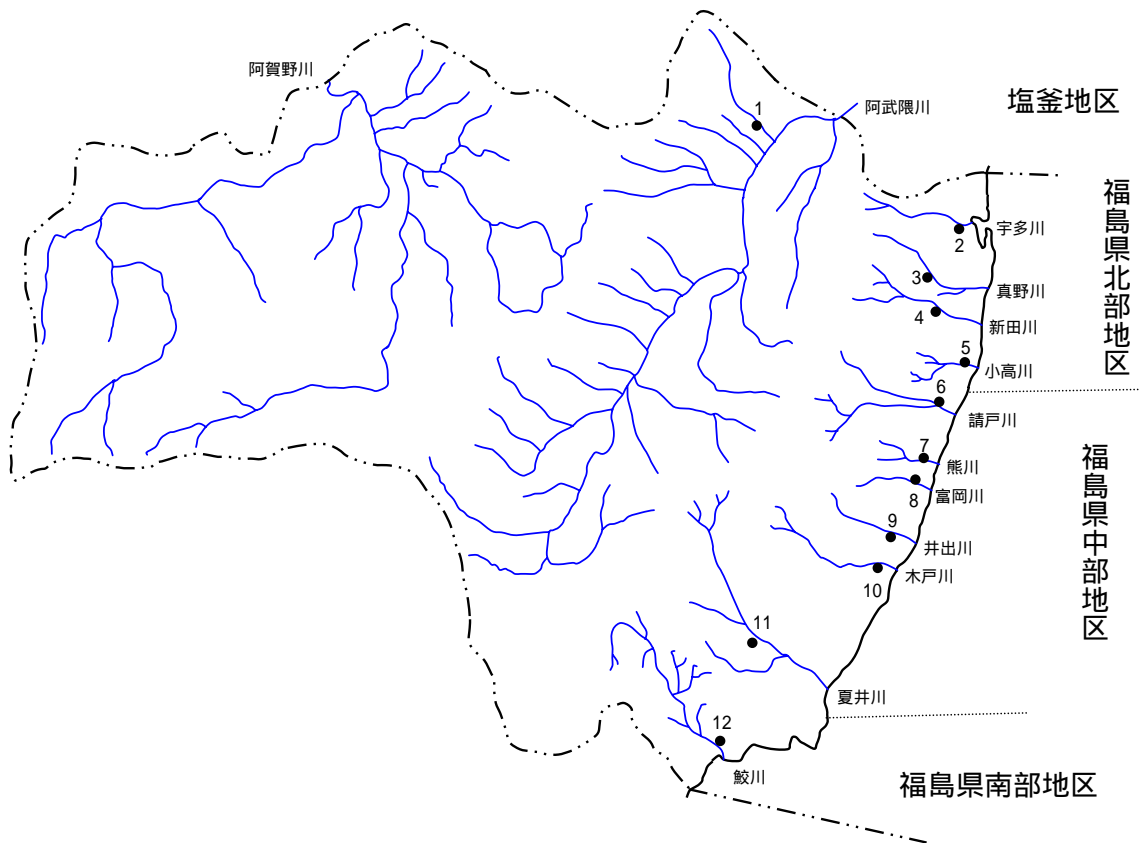 阿賀野川
阿武隈川
塩釜地区
1
福島県北部地区
宇多川
2
3
真野川
4
新田川
5
小高川
6
請戸川
福島県中部地区
7
熊川
8
富岡川
9
井出川
10
木戸川
11
夏井川
12
鮫川
福島県南部地区